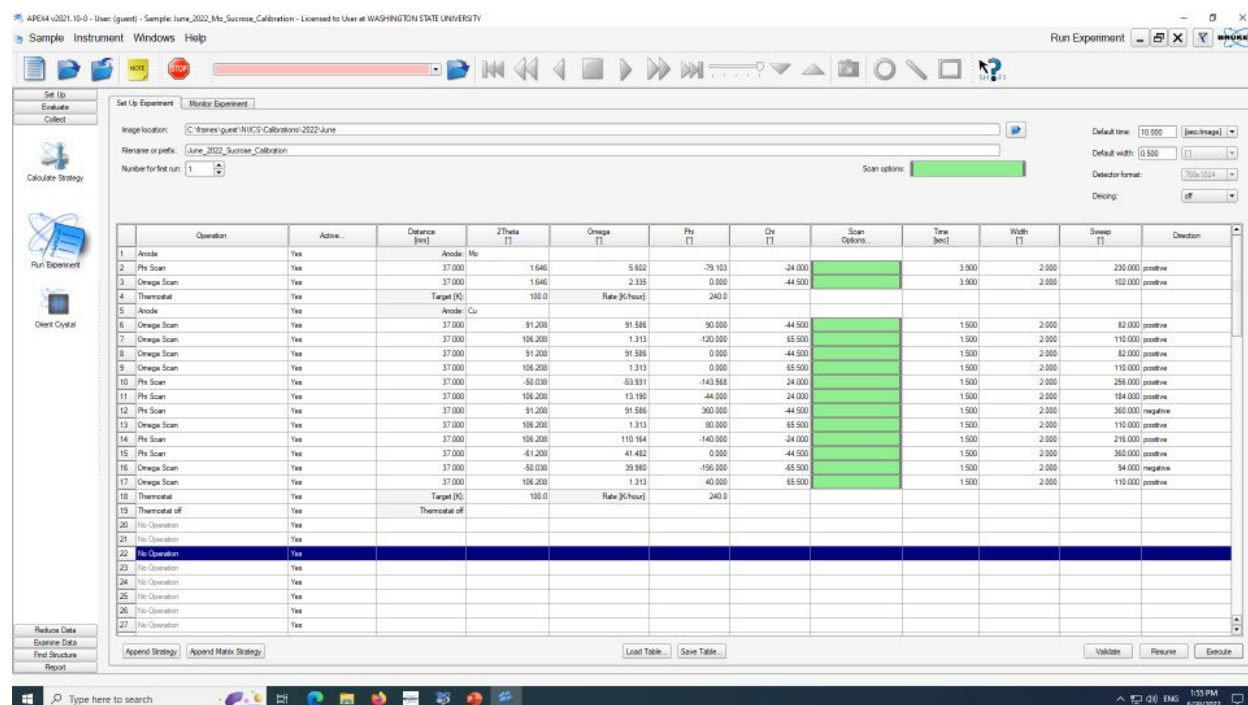 APEX4 v2021.10-0 - User: (guest) - Sample: June_2022_Mo_Sucrose_Calibration - Licensed to User at WASHINGTON STATE UNIVERSITY
Sample Instrument Windows Help Run Experiment BRUKER
NOTE STOP
Set Up
Evaluate
Collect
Calculate Strategy
Run Experiment
Orient Crystal
Reduce Data
Examine Data
Find Structure
Report
Set Up Experiment Monitor Experiment
Image location: C:\frames\guest\NUCS\Calibrations\2022\June
Filename or prefix: June_2022_Sucrose_Calibration
Number for first run: 1 Scan options:
Default time: 10.000 [sec/image]
Default width: 0.500 [°]
Detector format: 768x1024
Deicing: off
Operation Active... Distance [mm] 2Theta [°] Omega [°] Phi [°] Chi [°] Scan Options... Time [sec] Width [°] Sweep [°] Direction
1 Anode Yes Anode: Mo
2 Phi Scan Yes 37.000 1.646 5.602 -79.103 -24.000 3.900 2.000 230.000 positive
3 Omega Scan Yes 37.000 1.646 2.335 0.000 -44.500 3.900 2.000 102.000 positive
4 Thermostat Yes Target [K]: 100.0 Rate [K/hour]: 240.0
5 Anode Yes Anode: Cu
6 Omega Scan Yes 37.000 91.208 91.586 90.000 -44.500 1.500 2.000 82.000 positive
7 Omega Scan Yes 37.000 106.208 1.313 -120.000 65.500 1.500 2.000 110.000 positive
8 Omega Scan Yes 37.000 91.208 91.586 0.000 -44.500 1.500 2.000 82.000 positive
9 Omega Scan Yes 37.000 106.208 1.313 0.000 65.500 1.500 2.000 110.000 positive
10 Phi Scan Yes 37.000 -50.038 -53.931 -143.568 24.000 1.500 2.000 256.000 positive
11 Phi Scan Yes 37.000 106.208 13.190 -44.000 24.000 1.500 2.000 184.000 positive
12 Phi Scan Yes 37.000 91.208 91.586 360.000 -44.500 1.500 2.000 360.000 negative
13 Omega Scan Yes 37.000 106.208 1.313 80.000 65.500 1.500 2.000 110.000 positive
14 Phi Scan Yes 37.000 106.208 110.164 -140.000 -24.000 1.500 2.000 216.000 positive
15 Phi Scan Yes 37.000 -61.208 41.482 0.000 -44.500 1.500 2.000 360.000 positive
16 Omega Scan Yes 37.000 -50.038 39.980 -156.000 -65.500 1.500 2.000 94.000 negative
17 Omega Scan Yes 37.000 106.208 1.313 40.000 65.500 1.500 2.000 110.000 positive
18 Thermostat Yes Target [K]: 100.0 Rate [K/hour]: 240.0
19 Thermostat off Yes Thermostat off
20 No Operation Yes
21 No Operation Yes
22 No Operation Yes
23 No Operation Yes
24 No Operation Yes
25 No Operation Yes
26 No Operation Yes
27 No Operation Yes
Append Strategy Append Matrix Strategy Load Table... Save Table... Validate Resume Execute
Type here to search ENG 1:55 PM